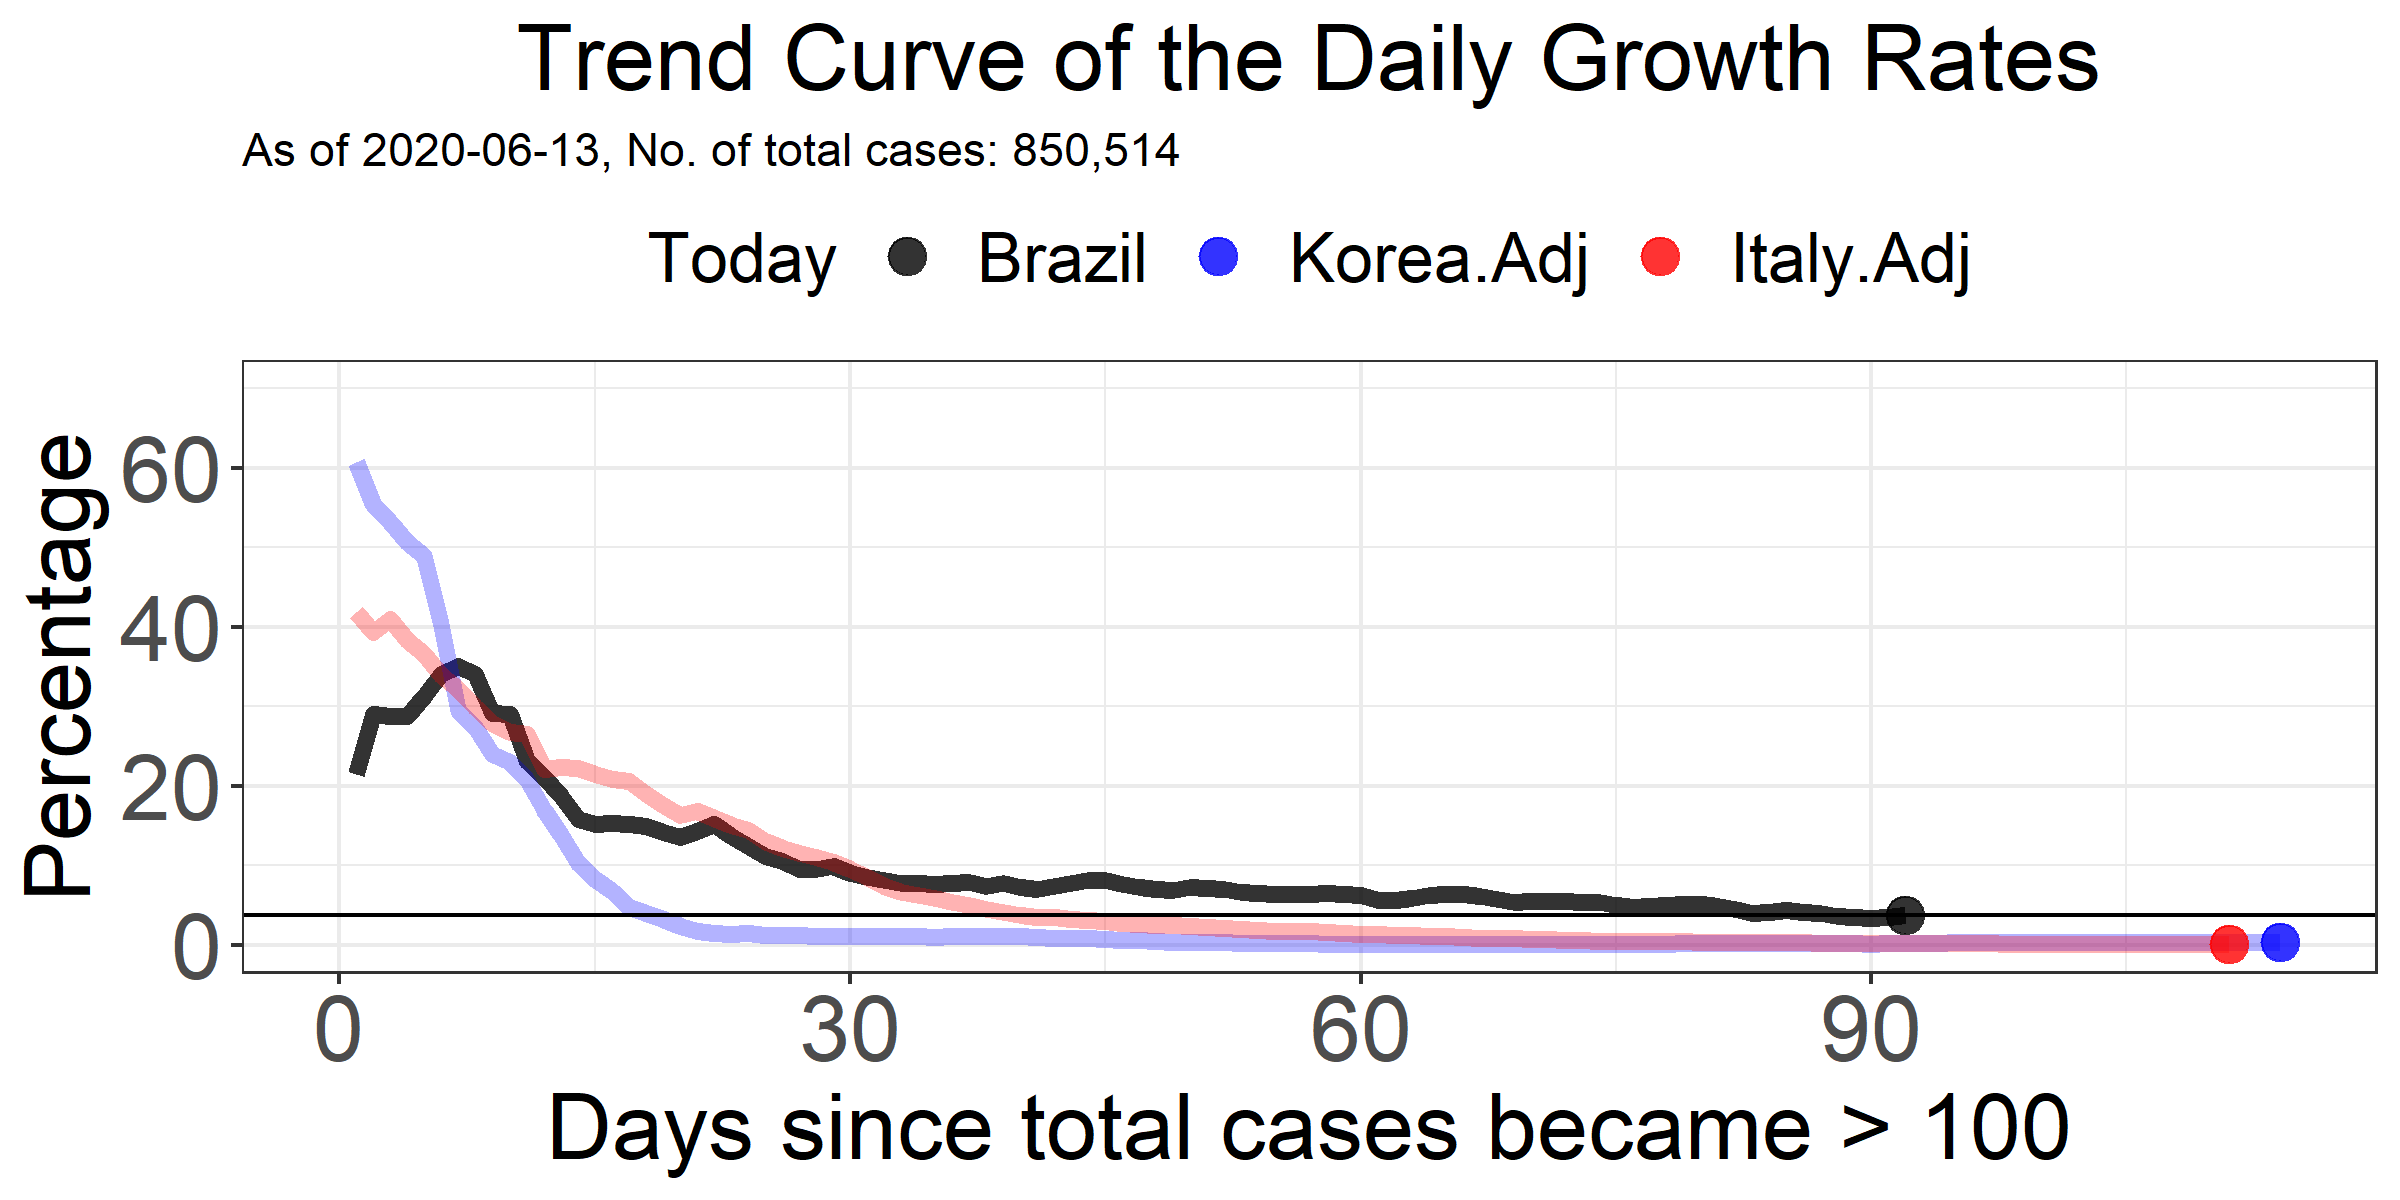 Trend Curve of the Daily Growth Rates
As of 2020-06-13, No. of total cases: 850,514
Today Brazil Korea.Adj Italy.Adj
Percentage
60
40
20
0
0 30 60 90
Days since total cases became > 100